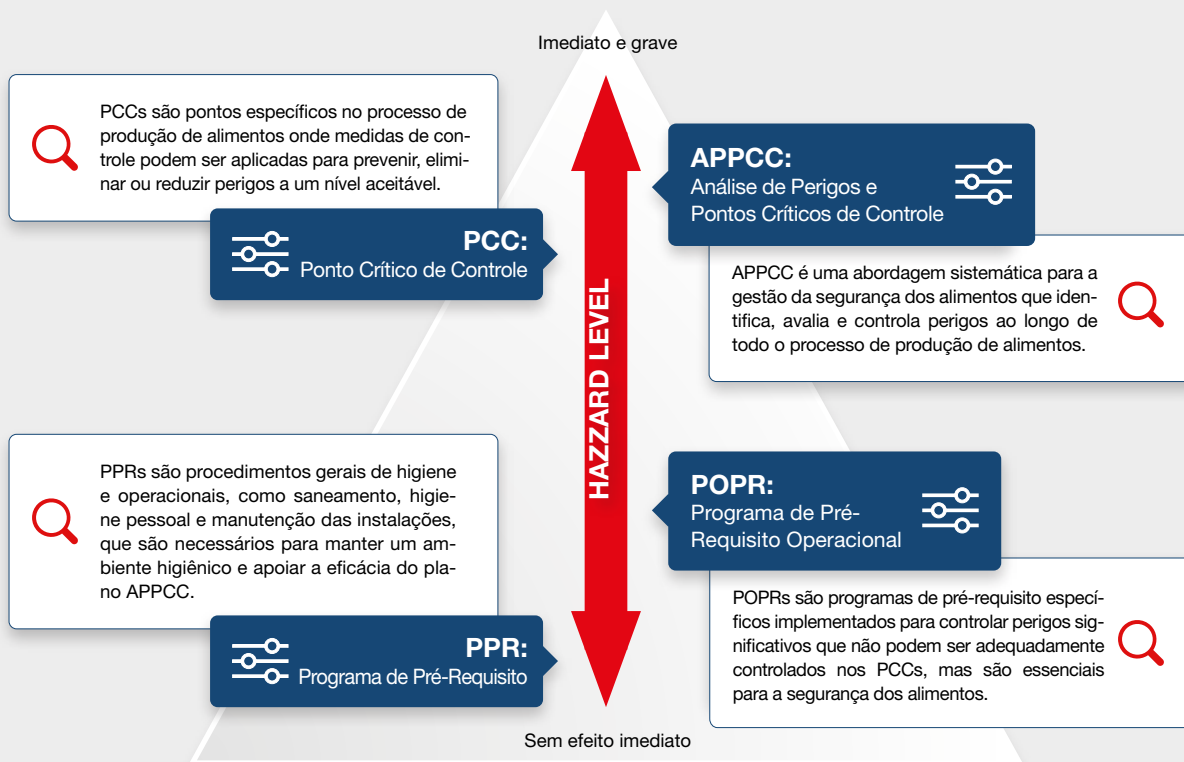 Imediato e grave
PCCs são pontos específicos no processo de
produção de alimentos onde medidas de con-
trole podem ser aplicadas para prevenir, elimi-
nar ou reduzir perigos a um nível aceitável.
PCC:
Ponto Crítico de Controle
APPCC:
Análise de Perigos e
Pontos Críticos de Controle
APPCC é uma abordagem sistemática para a
gestão da segurança dos alimentos que iden-
tifica, avalia e controla perigos ao longo de
todo o processo de produção de alimentos.
HAZZARD LEVEL
PPRs são procedimentos gerais de higiene
e operacionais, como saneamento, higie-
ne pessoal e manutenção das instalações,
que são necessários para manter um am-
biente higiênico e apoiar a eficácia do pla-
no APPCC.
PPR:
Programa de Pré-Requisito
POPR:
Programa de Pré-
Requisito Operacional
POPRs são programas de pré-requisito especí-
ficos implementados para controlar perigos sig-
nificativos que não podem ser adequadamente
controlados nos PCCs, mas são essenciais
para a segurança dos alimentos.
Sem efeito imediato